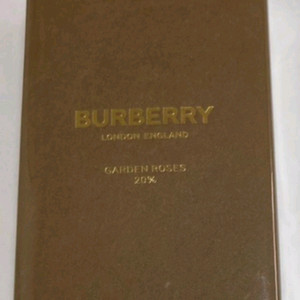 BURBERRY
LONDON ENGLAND
GARDEN ROSES
20%